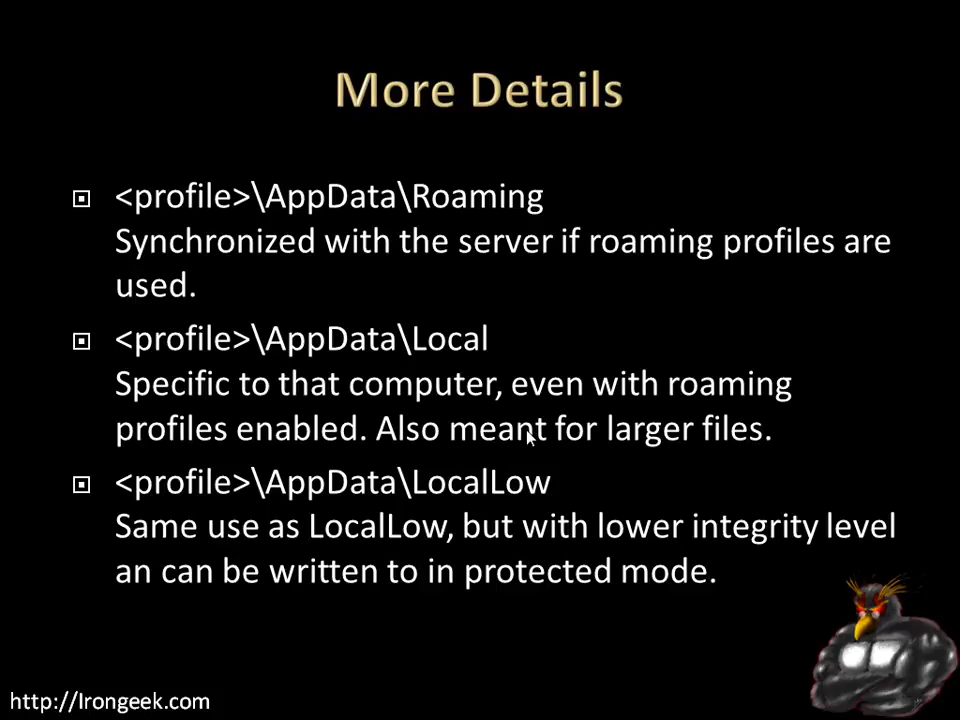 More Details
<profile>\AppData\Roaming
Synchronized with the server if roaming profiles are
used.
<profile>\AppData\Local
Specific to that computer, even with roaming
profiles enabled. Also meant for larger files.
<profile>\AppData\LocalLow
Same use as LocalLow, but with lower integrity level
an can be written to in protected mode.
http://Irongeek.com